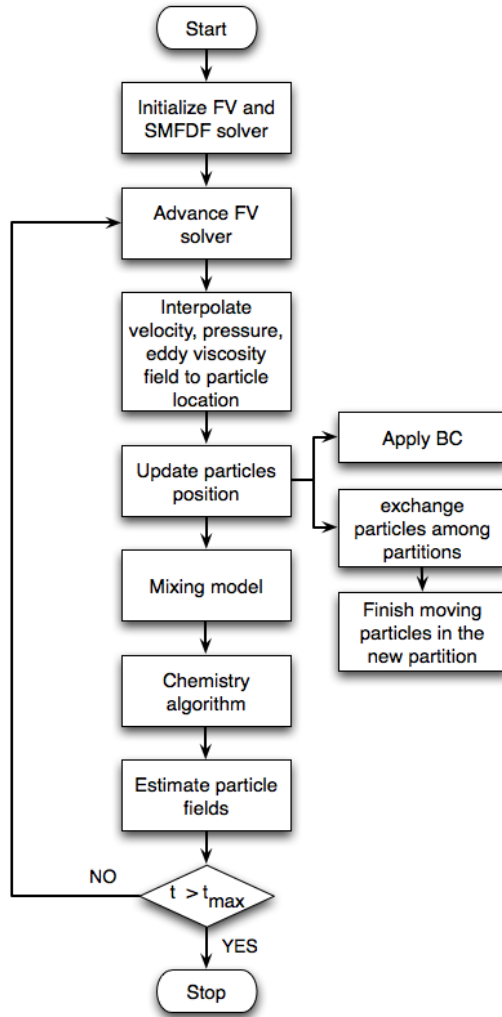 Start
Initialize FV and
SMFDF solver
Advance FV
solver
Interpolate
velocity, pressure,
eddy viscosity
field to particle
location
Update particles
position
Apply BC
exchange
particles among
partitions
Finish moving
particles in the
new partition
Mixing model
Chemistry
algorithm
Estimate particle
fields
NO
t > tmax
YES
Stop